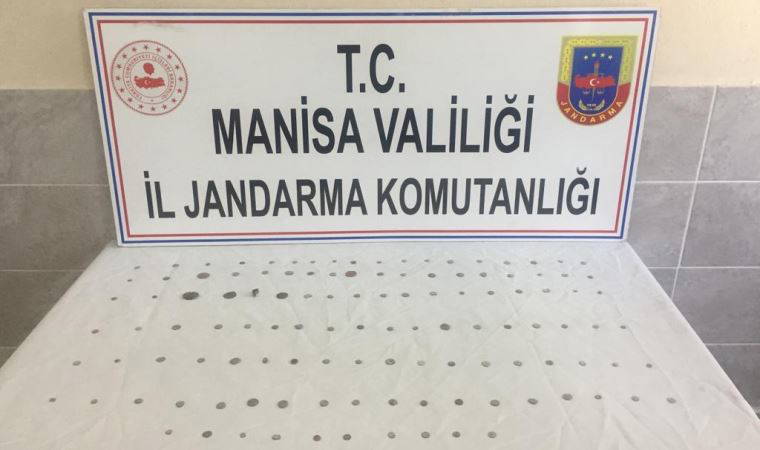 T.C.
MANİSA VALİLİĞİ
İL JANDARMA KOMUTANLIĞI
JANDARMA